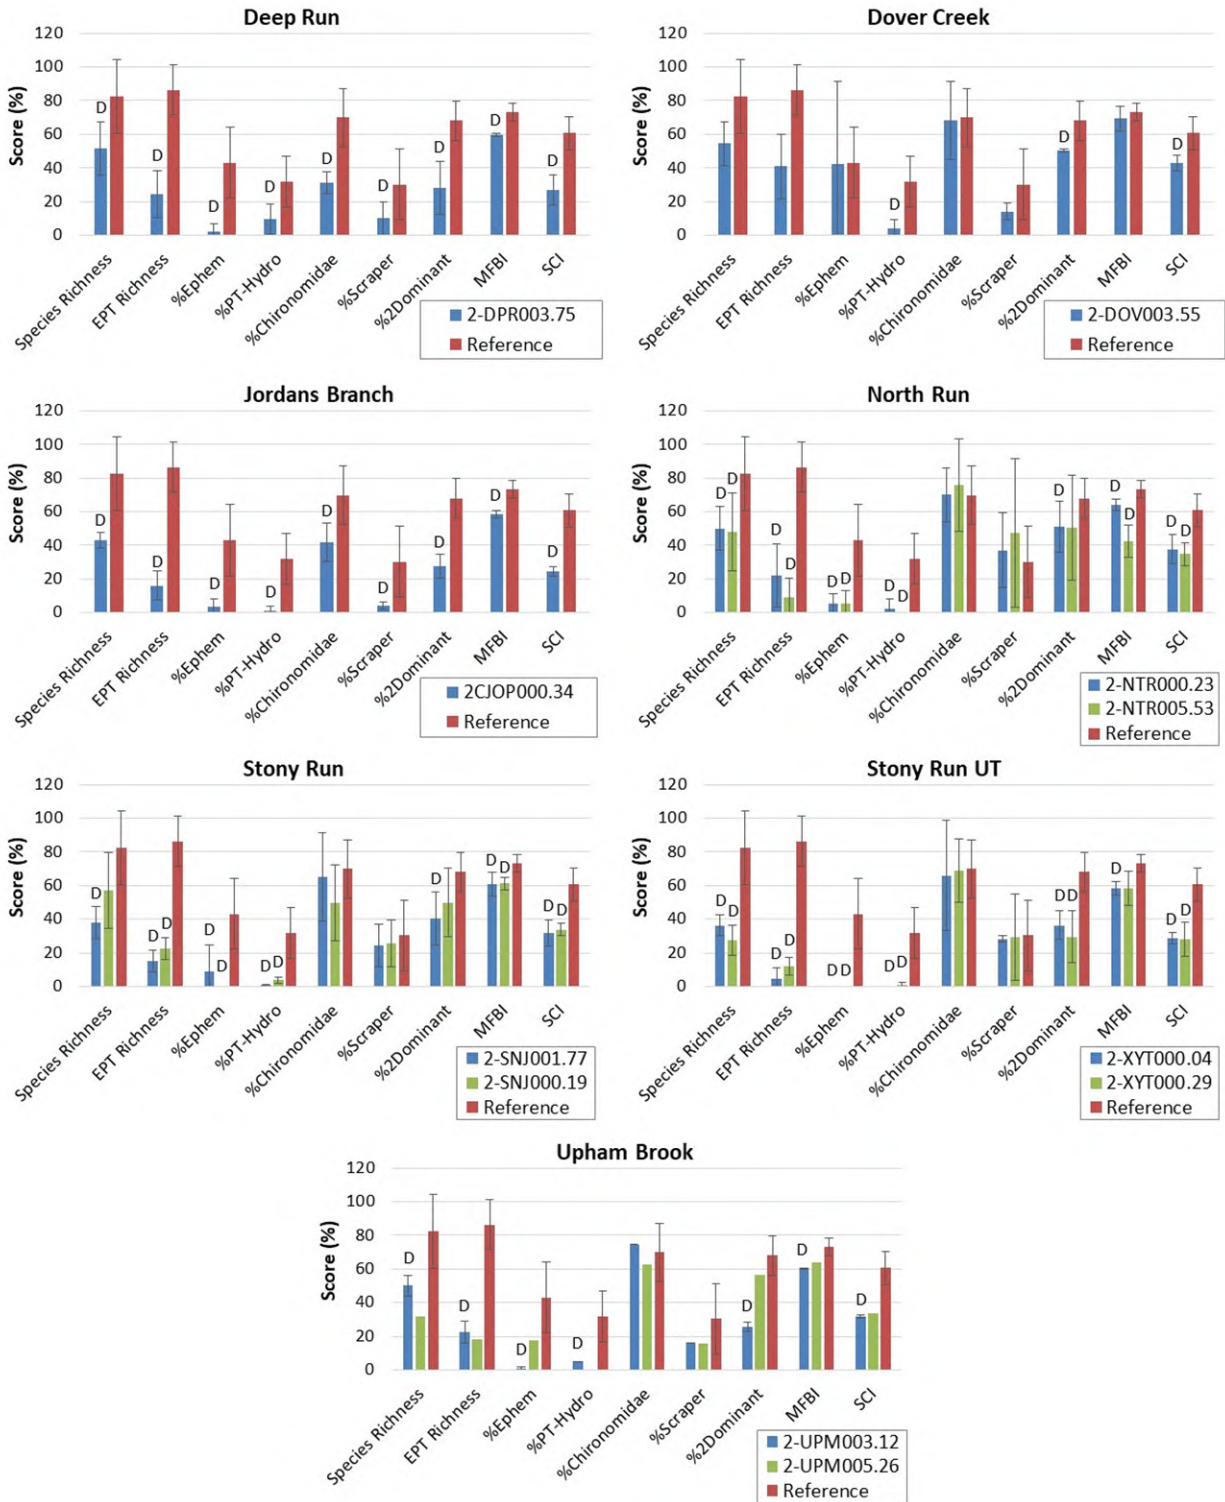 Deep Run
120
100
80
60
40
20
0
Score (%)
D D D D D D D D D
Species Richness
EPT Richness
%Ephem
%PT-Hydro
%Chironomidae
%Scraper
%2Dominant
MFBI
SCI
2-DPR003.75
Reference
Dover Creek
120
100
80
60
40
20
0
Score (%)
D D D
Species Richness
EPT Richness
%Ephem
%PT-Hydro
%Chironomidae
%Scraper
%2Dominant
MFBI
SCI
2-DOV003.55
Reference
Jordans Branch
120
100
80
60
40
20
0
Score (%)
D D D D D D D D D
Species Richness
EPT Richness
%Ephem
%PT-Hydro
%Chironomidae
%Scraper
%2Dominant
MFBI
SCI
2CJOP000.34
Reference
North Run
120
100
80
60
40
20
0
Score (%)
D D D D D D D D D D D D D
Species Richness
EPT Richness
%Ephem
%PT-Hydro
%Chironomidae
%Scraper
%2Dominant
MFBI
SCI
2-NTR000.23
2-NTR005.53
Reference
Stony Run
120
100
80
60
40
20
0
Score (%)
D D D D D D D D D D D D
Species Richness
EPT Richness
%Ephem
%PT-Hydro
%Chironomidae
%Scraper
%2Dominant
MFBI
SCI
2-SNJ001.77
2-SNJ000.19
Reference
Stony Run UT
120
100
80
60
40
20
0
Score (%)
D D D D D D D D D D D D D
Species Richness
EPT Richness
%Ephem
%PT-Hydro
%Chironomidae
%Scraper
%2Dominant
MFBI
SCI
2-XYT000.04
2-XYT000.29
Reference
Upham Brook
120
100
80
60
40
20
0
Score (%)
D D D D D D D
Species Richness
EPT Richness
%Ephem
%PT-Hydro
%Chironomidae
%Scraper
%2Dominant
MFBI
SCI
2-UPM003.12
2-UPM005.26
Reference